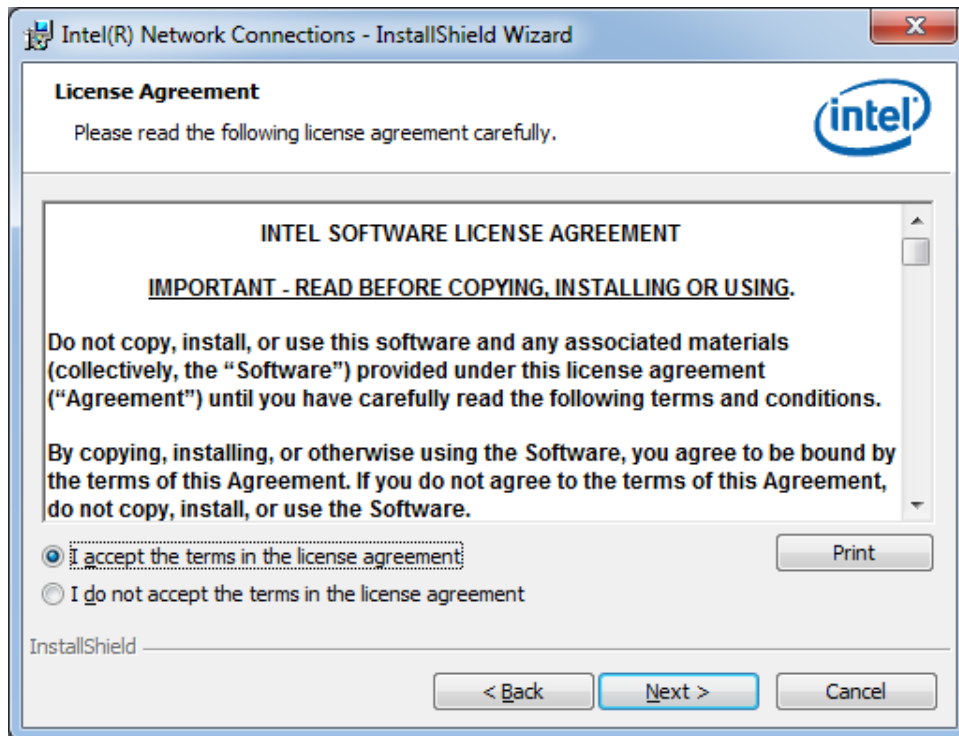 Intel(R) Network Connections - InstallShield Wizard
License Agreement
Please read the following license agreement carefully.
intel
INTEL SOFTWARE LICENSE AGREEMENT
IMPORTANT - READ BEFORE COPYING, INSTALLING OR USING.
Do not copy, install, or use this software and any associated materials
(collectively, the “Software”) provided under this license agreement
(“Agreement”) until you have carefully read the following terms and conditions.
By copying, installing, or otherwise using the Software, you agree to be bound by
the terms of this Agreement. If you do not agree to the terms of this Agreement,
do not copy, install, or use the Software.
I accept the terms in the license agreement
Print
I do not accept the terms in the license agreement
InstallShield
< Back
Next >
Cancel